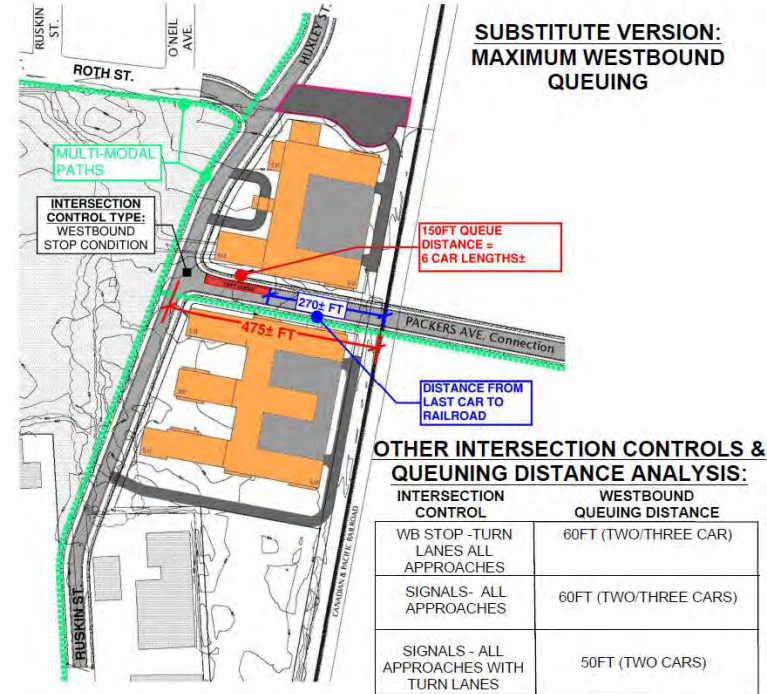 SUBSTITUTE VERSION:
MAXIMUM WESTBOUND
QUEUING
RUSKIN
ST.
O'NEIL
AVE.
HUXLEY ST.
ROTH ST.
MULTI-MODAL
PATHS
INTERSECTION
CONTROL TYPE:
WESTBOUND
STOP CONDITION
150FT QUEUE
DISTANCE =
6 CAR LENGTHS±
270± FT
475± FT
PACKERS AVE. Connection
DISTANCE FROM
LAST CAR TO
RAILROAD
CANADIAN & PACIFIC RAILROAD
RUSKIN ST.
OTHER INTERSECTION CONTROLS &
QUEUNING DISTANCE ANALYSIS:
INTERSECTION
CONTROL
WESTBOUND
QUEUING DISTANCE
WB STOP -TURN
LANES ALL
APPROACHES
60FT (TWO/THREE CAR)
SIGNALS- ALL
APPROACHES
60FT (TWO/THREE CARS)
SIGNALS - ALL
APPROACHES WITH
TURN LANES
50FT (TWO CARS)